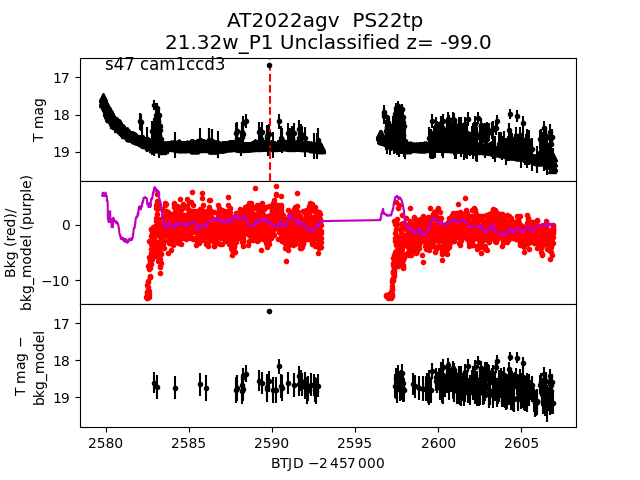 AT2022agv  PS22tp
21.32w_P1 Unclassified z= -99.0
s47 cam1ccd3
17
18
19
T mag
0
−10
Bkg (red)/
bkg_model (purple)
17
18
19
T mag −
bkg_model
2580
2585
2590
2595
2600
2605
BTJD −2 457 000